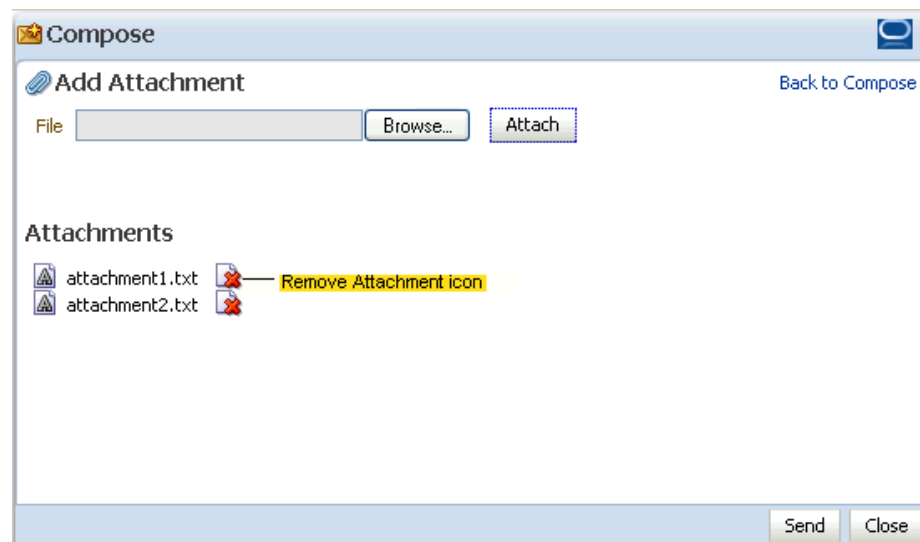 Compose
Add Attachment
Back to Compose
File Browse... Attach
Attachments
attachment1.txt Remove Attachment icon
attachment2.txt
Send Close